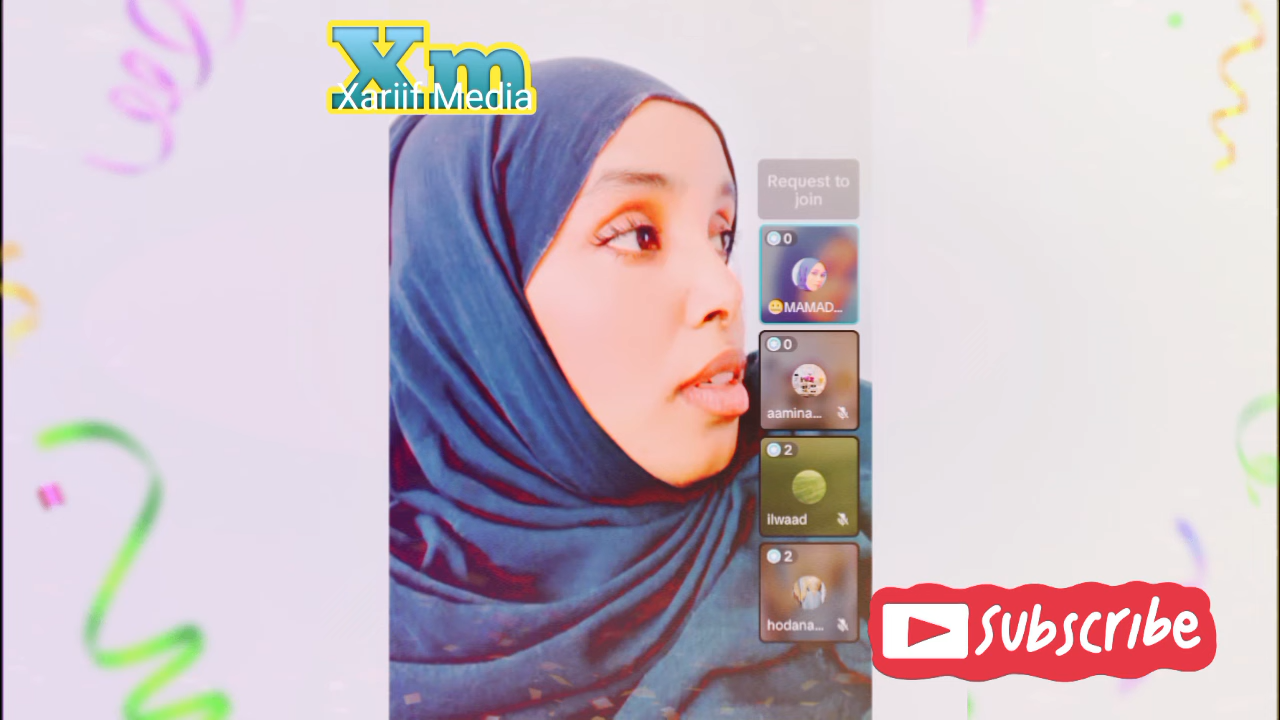 Xm
Xariif Media
Request to
join
0
MAMAD...
0
aamina...
2
ilwaad
2
hodana...
Subscribe